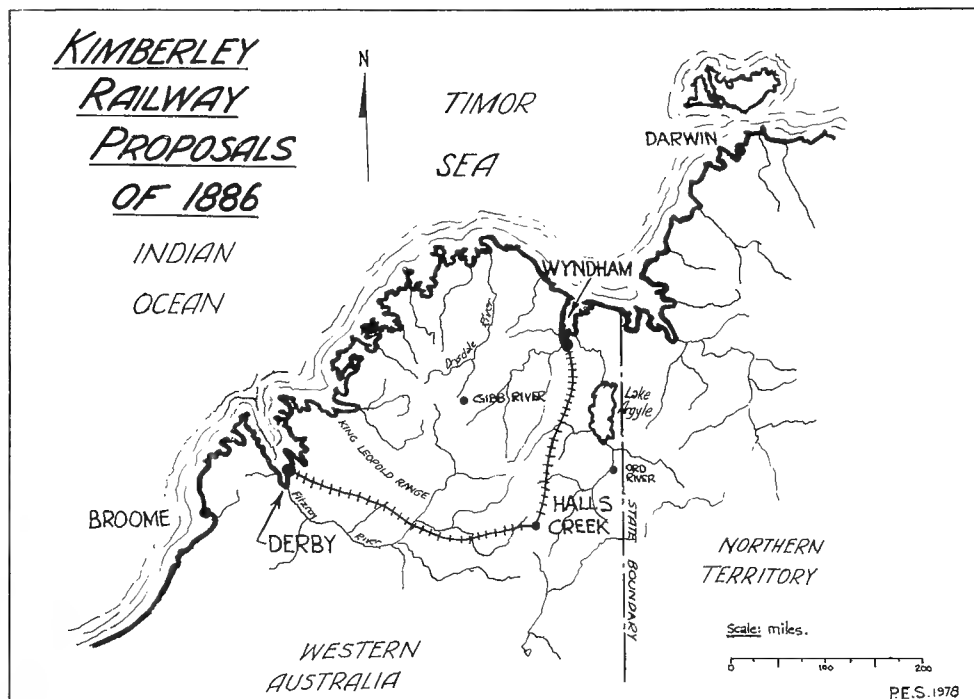 KIMBERLEY
RAILWAY
PROPOSALS
OF 1886
INDIAN
OCEAN
N
TIMOR
SEA
DARWIN
WYNDHAM
Drysdale River
GIBB RIVER
Lake
Argyle
KING LEOPOLD RANGE
ORD
RIVER
HALLS
CREEK
BROOME
DERBY
Fitzroy River
STATE BOUNDARY
NORTHERN
TERRITORY
WESTERN
AUSTRALIA
Scale: miles.
0 100 200
P.E.S. 1978